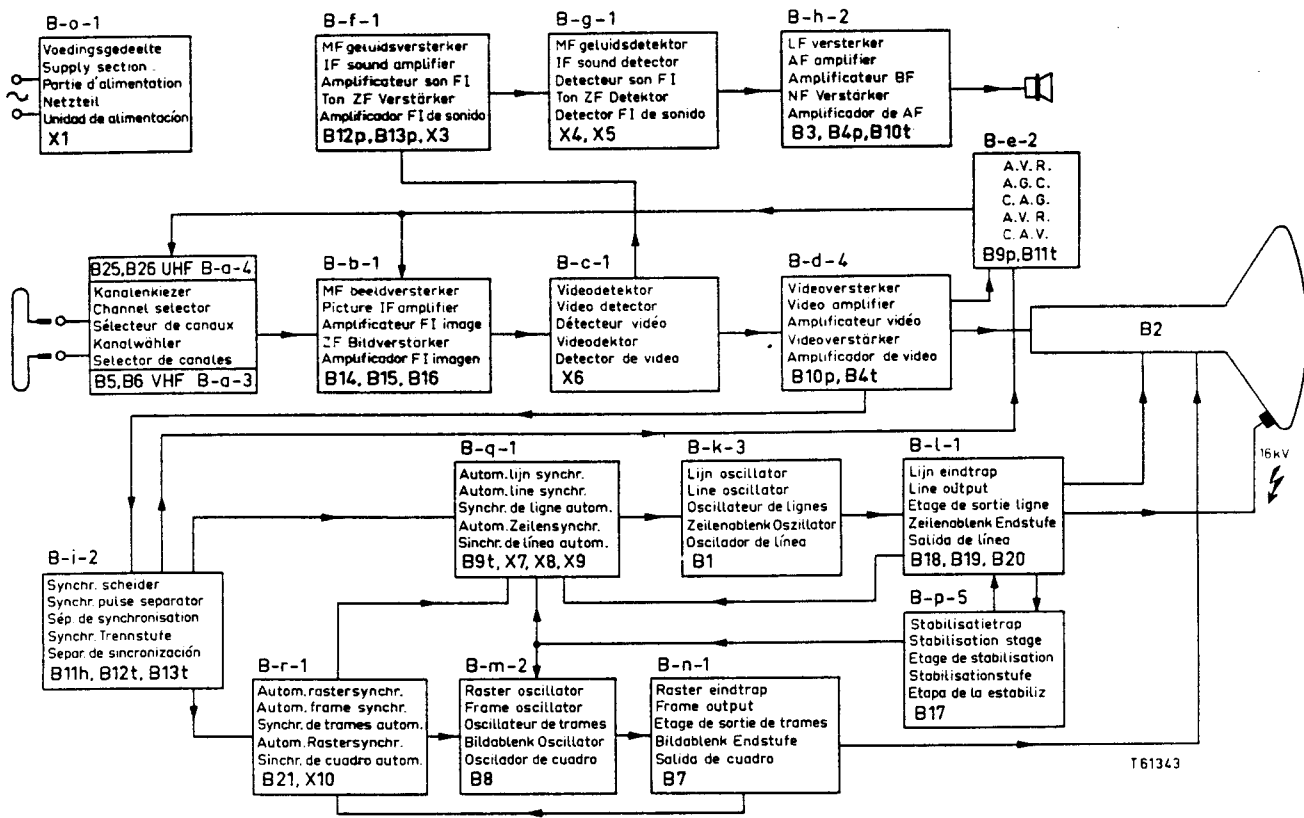 B-o-1
Voedingsgedeelte
Supply section.
Partie d'alimentation
Netzteil
Unidad de alimentación
X1
B-f-1
MF geluidsversterker
IF sound amplifier
Amplificateur son FI
Ton ZF Verstärker
Amplificador FI de sonido
B12p, B13p, X3
B-g-1
MF geluidsdetektor
IF sound detector
Detecteur son FI
Ton ZF Detektor
Detector FI de sonido
X4, X5
B-h-2
LF versterker
AF amplifier
Amplificateur BF
NF Verstärker
Amplificador de AF
B3, B4p, B10t
B-e-2
A.V.R.
A.G.C.
C.A.G.
A.V.R.
C.A.V.
B9p, B11t
B25, B26 UHF B-a-4
Kanalenkiezer
Channel selector
Sélecteur de canaux
Kanalwähler
Selector de canales
B5, B6 VHF B-a-3
B-b-1
MF beeldversterker
Picture IF amplifier
Amplificateur FI image
ZF Bildverstärker
Amplificador FI imagen
B14, B15, B16
B-c-1
Videodetektor
Video detector
Détecteur vidéo
Videodektor
Detector de video
X6
B-d-4
Videoversterker
Video amplifier
Amplificateur vidéo
Videoverstärker
Amplificador de video
B10p, B4t
B2
16kV
B-q-1
Autom. lijn synchr.
Autom. line synchr.
Synchr. de ligne autom.
Autom. Zeilensynchr.
Sinchr. de línea autom.
B9t, X7, X8, X9
B-k-3
Lijn oscillator
Line oscillator
Oscillateur de lignes
Zeilenablenk Oszillator
Oscilador de línea
B1
B-l-1
Lijn eindtrap
Line output
Etage de sortie ligne
Zeilenablenk Endstufe
Salida de línea
B18, B19, B20
B-i-2
Synchr. scheider
Synchr. pulse separator
Sép. de synchronisation
Synchr. Trennstufe
Separ. de sincronización
B11h, B12t, B13t
B-p-5
Stabilisatietrap
Stabilisation stage
Etage de stabilisation
Stabilisationstufe
Etapa de la estabiliz
B17
B-r-1
Autom. rastersynchr.
Autom. frame synchr.
Synchr. de trames autom.
Autom. Rastersynchr.
Sinchr. de cuadro autom.
B21, X10
B-m-2
Raster oscillator
Frame oscillator
Oscillateur de trames
Bildablenk Oscillator
Oscilador de cuadro
B8
B-n-1
Raster eindtrap
Frame output
Etage de sortie de trames
Bildablenk Endstufe
Salida de cuadro
B7
T61343